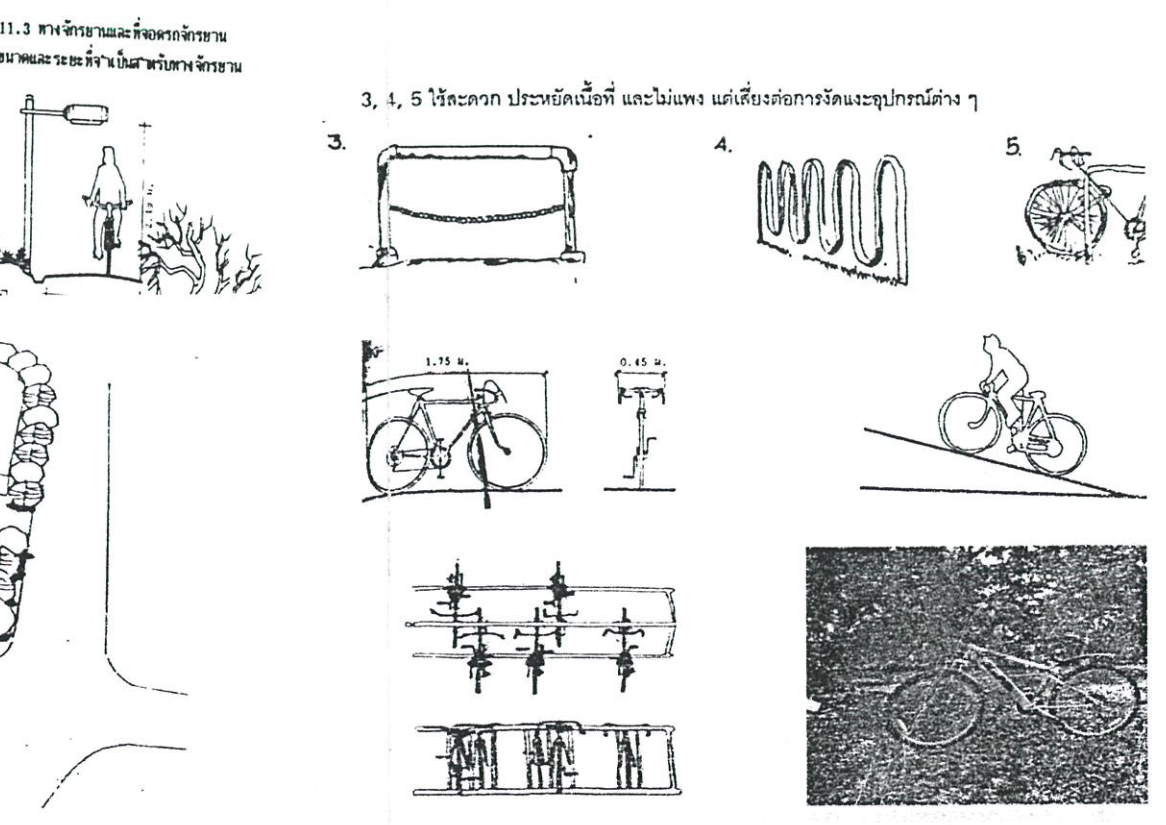 11.3 ทางจักรยานและที่จอดรถจักรยาน
ขนาดและระยะที่จำเป็นสำหรับทางจักรยาน
3, 4, 5 ใช้สะดวก ประหยัดเนื้อที่ และไม่แพง แต่เสี่ยงต่อการงัดแงะอุปกรณ์ต่าง ๆ
3.
4.
5.
1.75 ม.
0.45 ม.